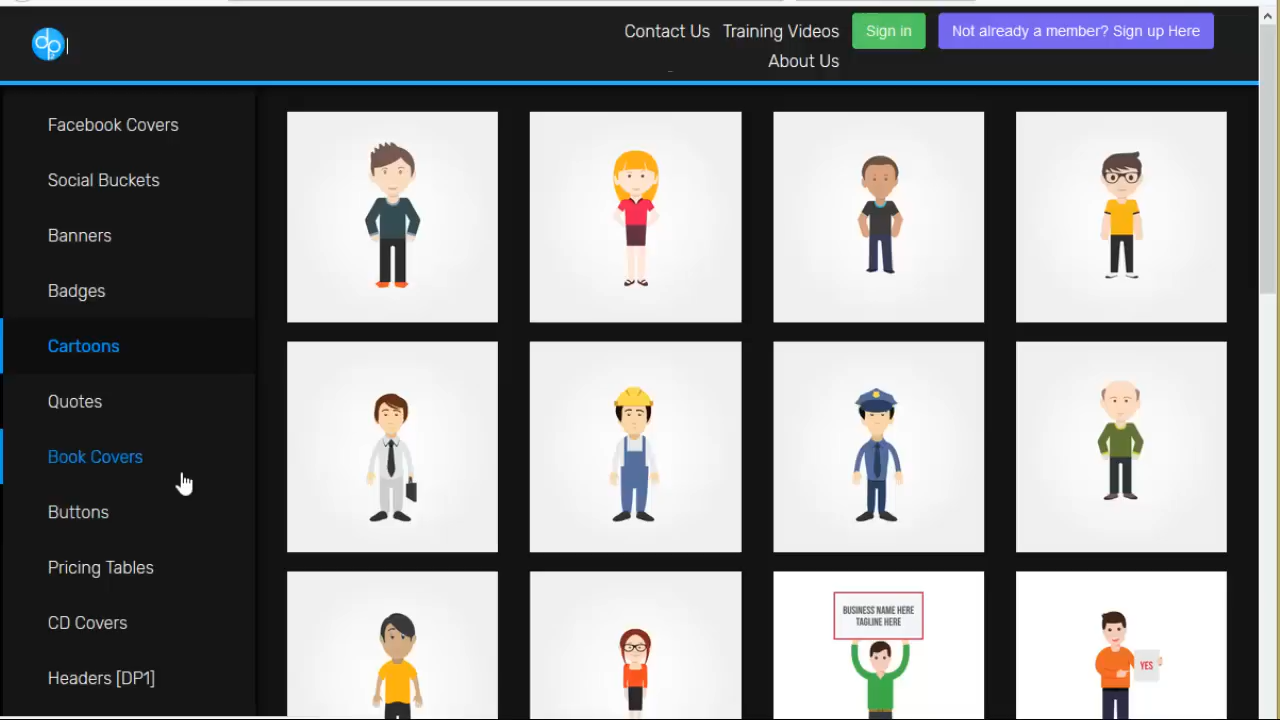 dp
Contact Us
Training Videos
Sign in
Not already a member? Sign up Here
About Us
Facebook Covers
Social Buckets
Banners
Badges
Cartoons
Quotes
Book Covers
Buttons
Pricing Tables
CD Covers
Headers [DP1]
BUSINESS NAME HERE
TAGLINE HERE
YES